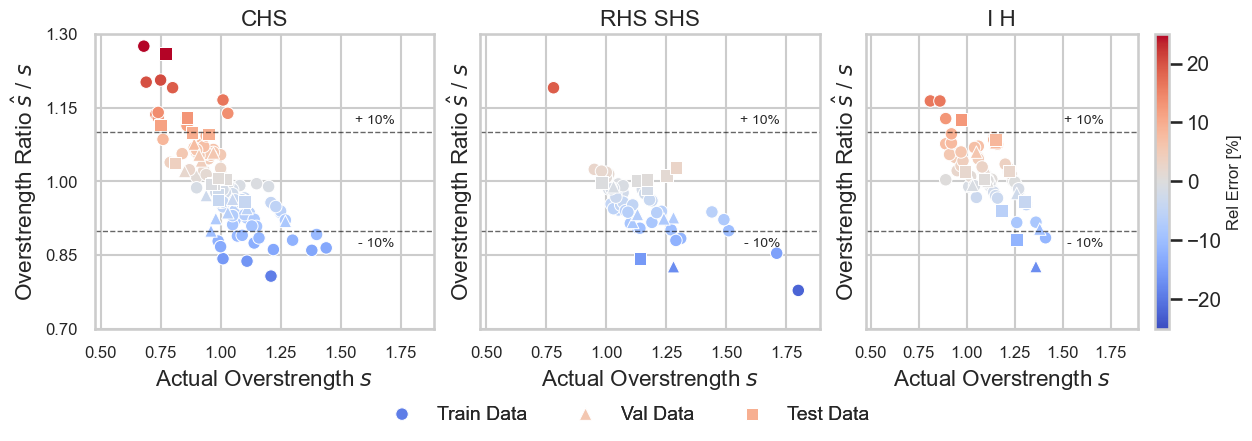 CHS
RHS SHS
I H
1.30
1.15
1.00
0.85
0.70
Overstrength Ratio ŝ / s
Overstrength Ratio ŝ / s
Overstrength Ratio ŝ / s
+ 10%
- 10%
+ 10%
- 10%
+ 10%
- 10%
0.50 0.75 1.00 1.25 1.50 1.75
0.50 0.75 1.00 1.25 1.50 1.75
0.50 0.75 1.00 1.25 1.50 1.75
Actual Overstrength s
Actual Overstrength s
Actual Overstrength s
20
10
0
−10
−20
Rel Error [%]
Train Data
Val Data
Test Data